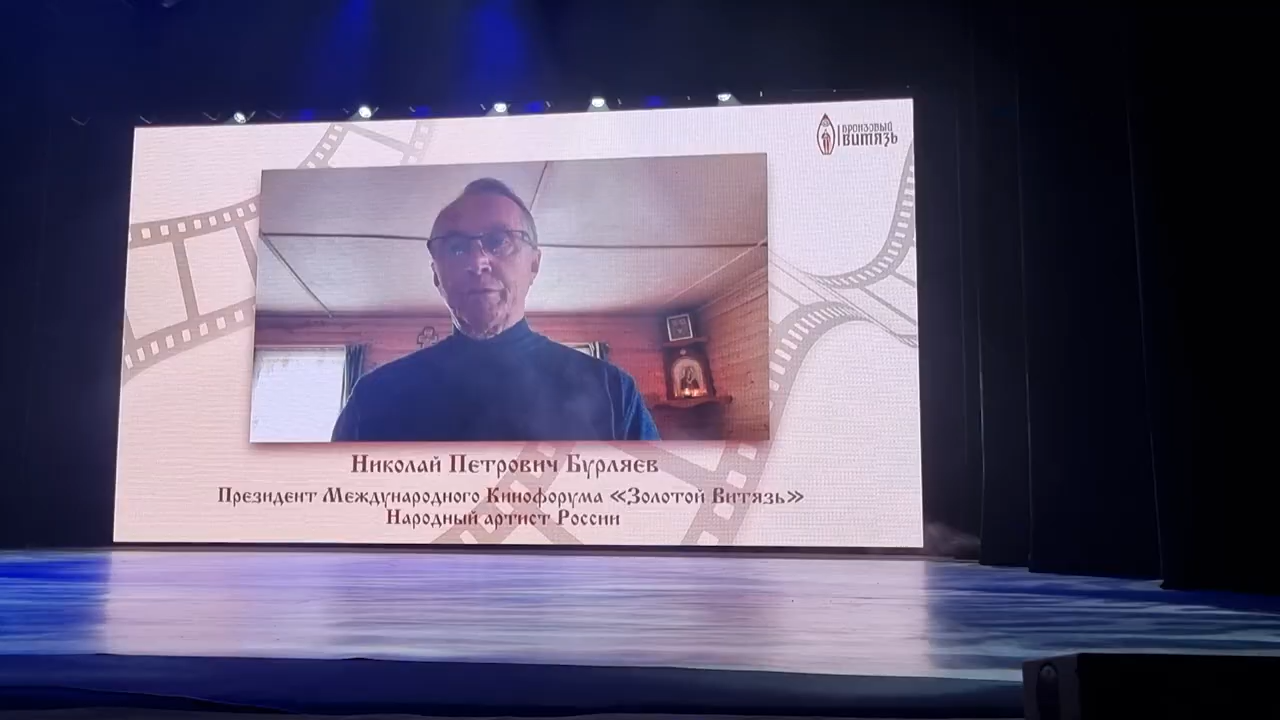 БРОНЗОВЫЙ
ВИТЯЗЬ
Николай Петрович Бурляев
Президент Международного Кинофорума «Золотой Витязь»
Народный артист России